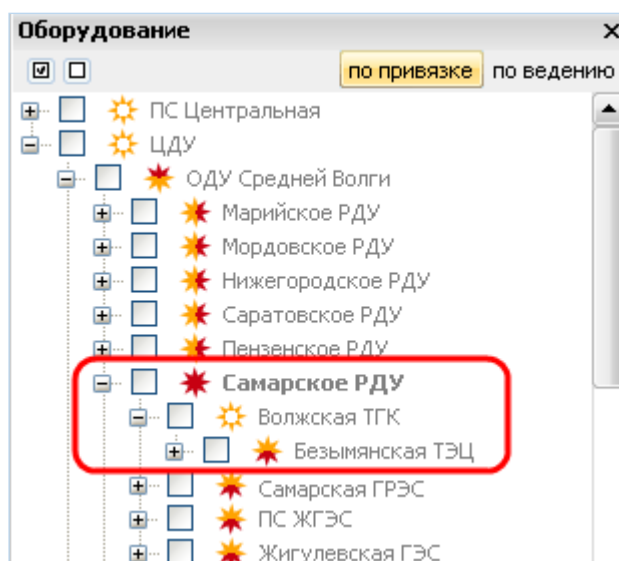 Оборудование
по привязке по ведению
ПС Центральная
ЦДУ
ОДУ Средней Волги
Марийское РДУ
Мордовское РДУ
Нижегородское РДУ
Саратовское РДУ
Пензенское РДУ
Самарское РДУ
Волжская ТГК
Безымянская ТЭЦ
Самарская ГРЭС
ПС ЖГЭС
Жигулевская ГЭС